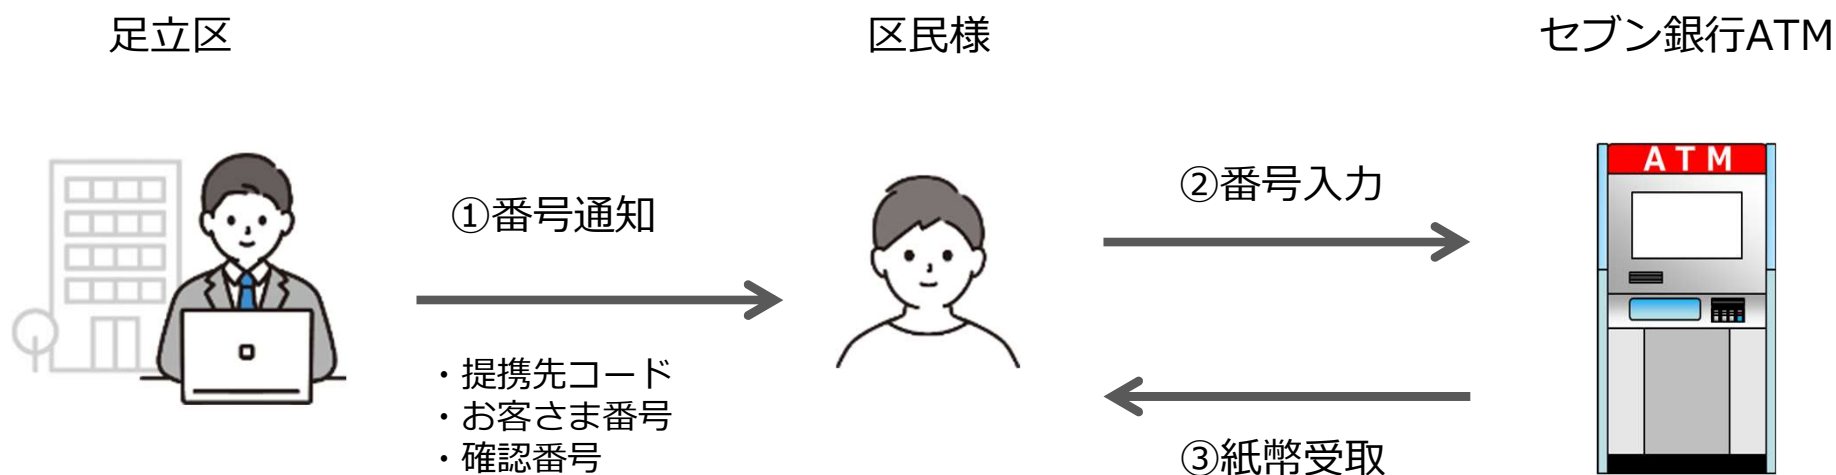 足立区
区民様
セブン銀行ATM
①番号通知
・提携先コード
・お客さま番号
・確認番号
②番号入力
③紙幣受取
ATM